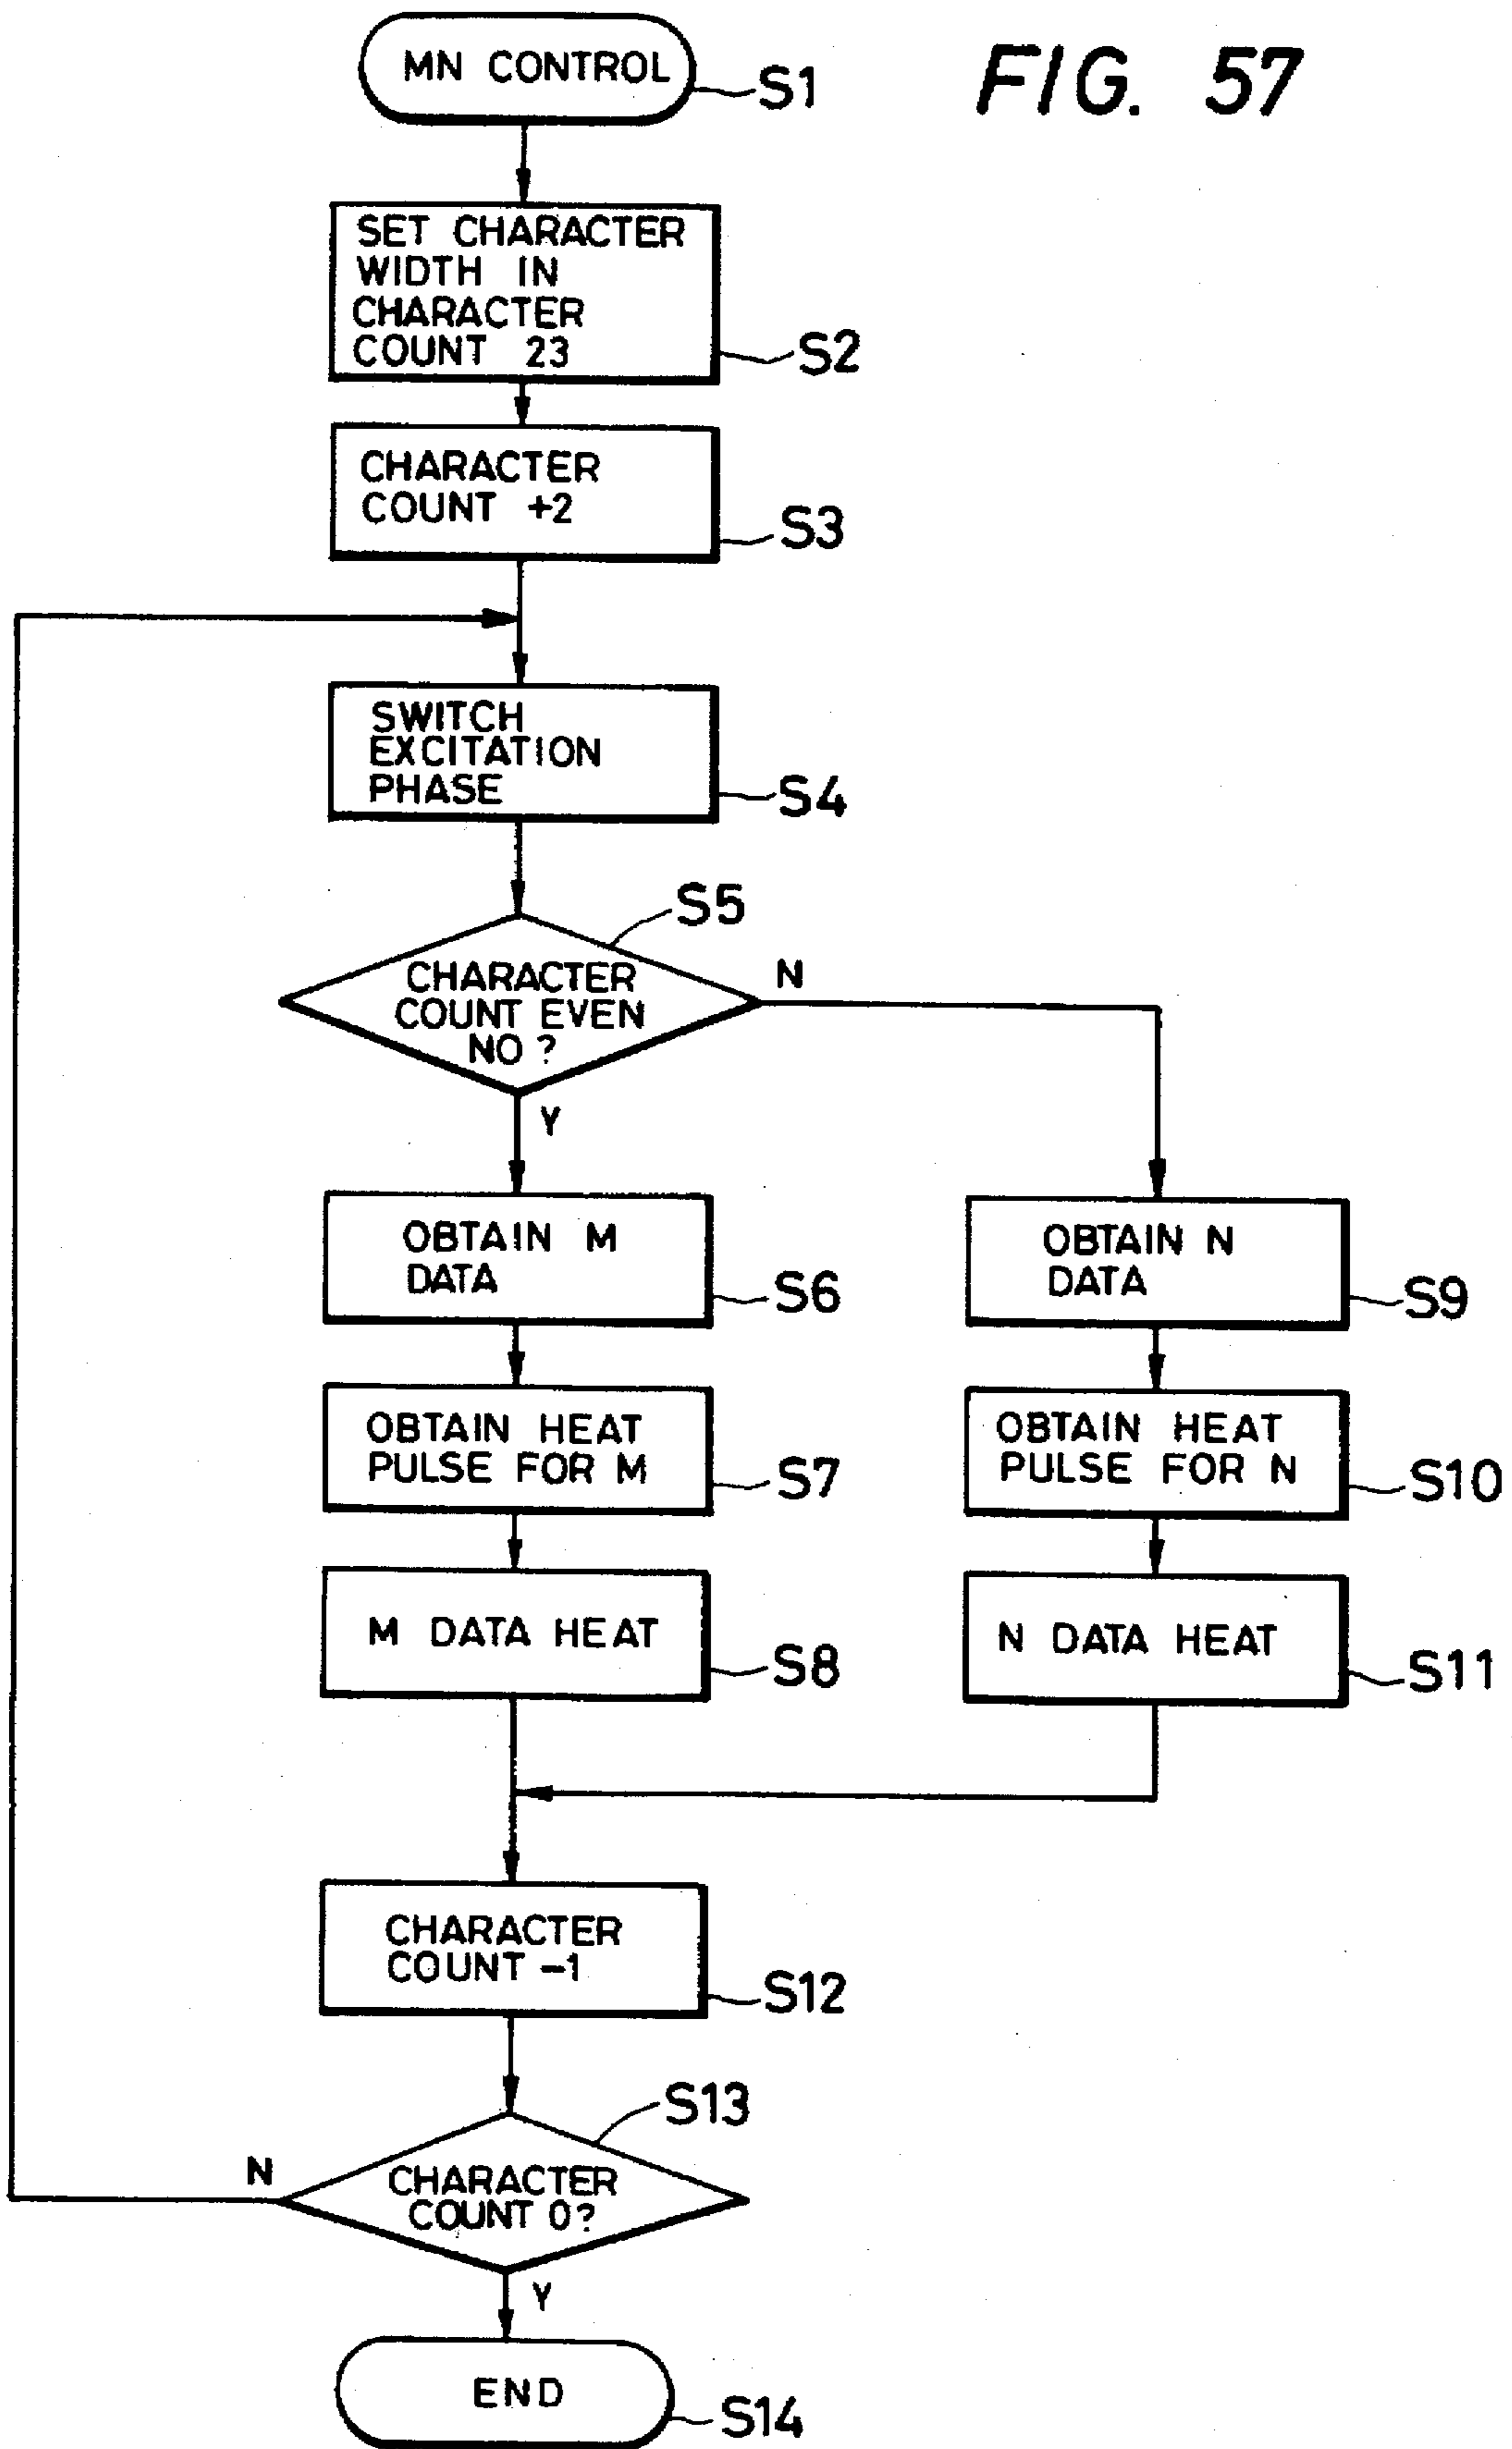 FIG. 57
MN CONTROL
S1
SET CHARACTER
WIDTH IN
CHARACTER
COUNT 23
S2
CHARACTER
COUNT +2
S3
SWITCH
EXCITATION
PHASE
S4
S5
CHARACTER
COUNT EVEN
NO ?
N
Y
OBTAIN M
DATA
S6
OBTAIN N
DATA
S9
OBTAIN HEAT
PULSE FOR M
S7
OBTAIN HEAT
PULSE FOR N
S10
M DATA HEAT
S8
N DATA HEAT
S11
CHARACTER
COUNT -1
S12
S13
CHARACTER
COUNT 0?
N
Y
END
S14